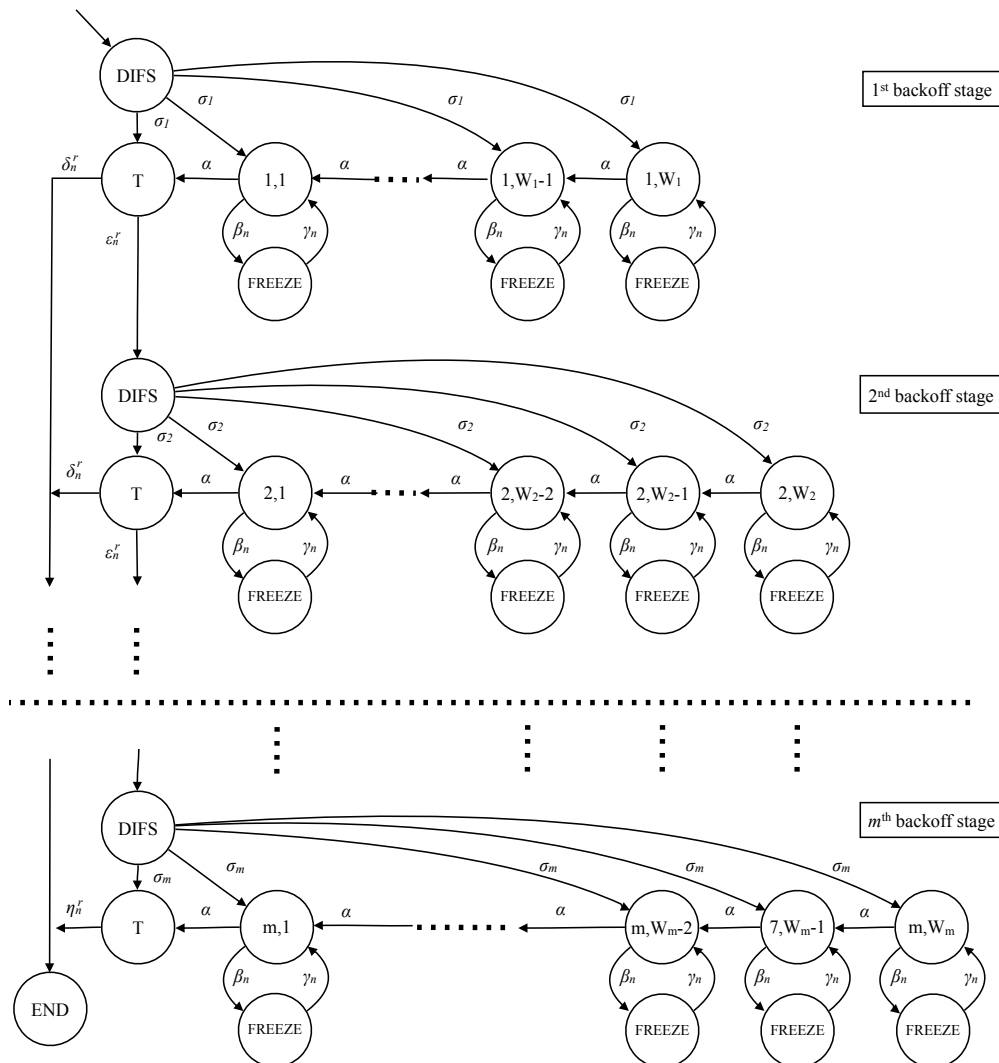 DIFS
1st backoff stage
σ1 σ1 σ1 σ1
δnr T α 1,1 α α 1,W1-1 α 1,W1
εnr βn γn βn γn βn γn
FREEZE FREEZE FREEZE
DIFS
2nd backoff stage
σ2 σ2 σ2 σ2 σ2
δnr T α 2,1 α α 2,W2-2 α 2,W2-1 α 2,W2
εnr βn γn βn γn βn γn βn γn
FREEZE FREEZE FREEZE FREEZE
DIFS
mth backoff stage
σm σm σm σm σm
ηnr T α m,1 α α m,Wm-2 α 7,Wm-1 α m,Wm
βn γn βn γn βn γn βn γn
END FREEZE FREEZE FREEZE FREEZE